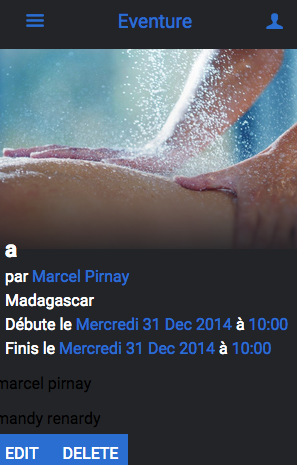 Eventure
a
par Marcel Pirnay
Madagascar
Débute le Mercredi 31 Dec 2014 à 10:00
Finis le Mercredi 31 Dec 2014 à 10:00
marcel pirnay
mandy renardy
EDIT DELETE